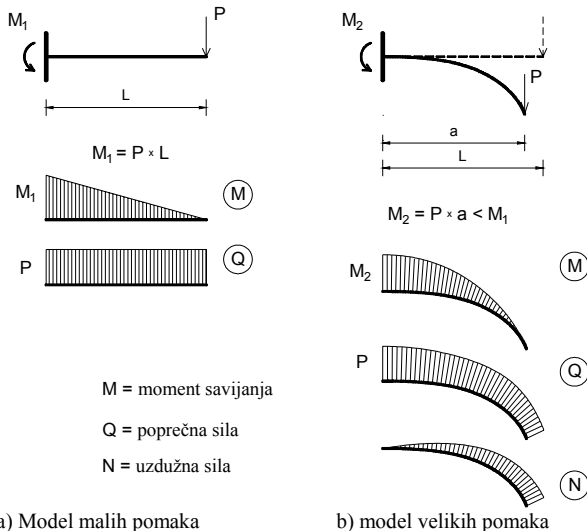 M₁
P
L
M₁ = P × L
M₁
M
P
Q
M = moment savijanja
Q = poprečna sila
N = uzdužna sila
a) Model malih pomaka
M₂
P
a
L
M₂ = P × a < M₁
M₂
M
P
Q
N
b) model velikih pomaka